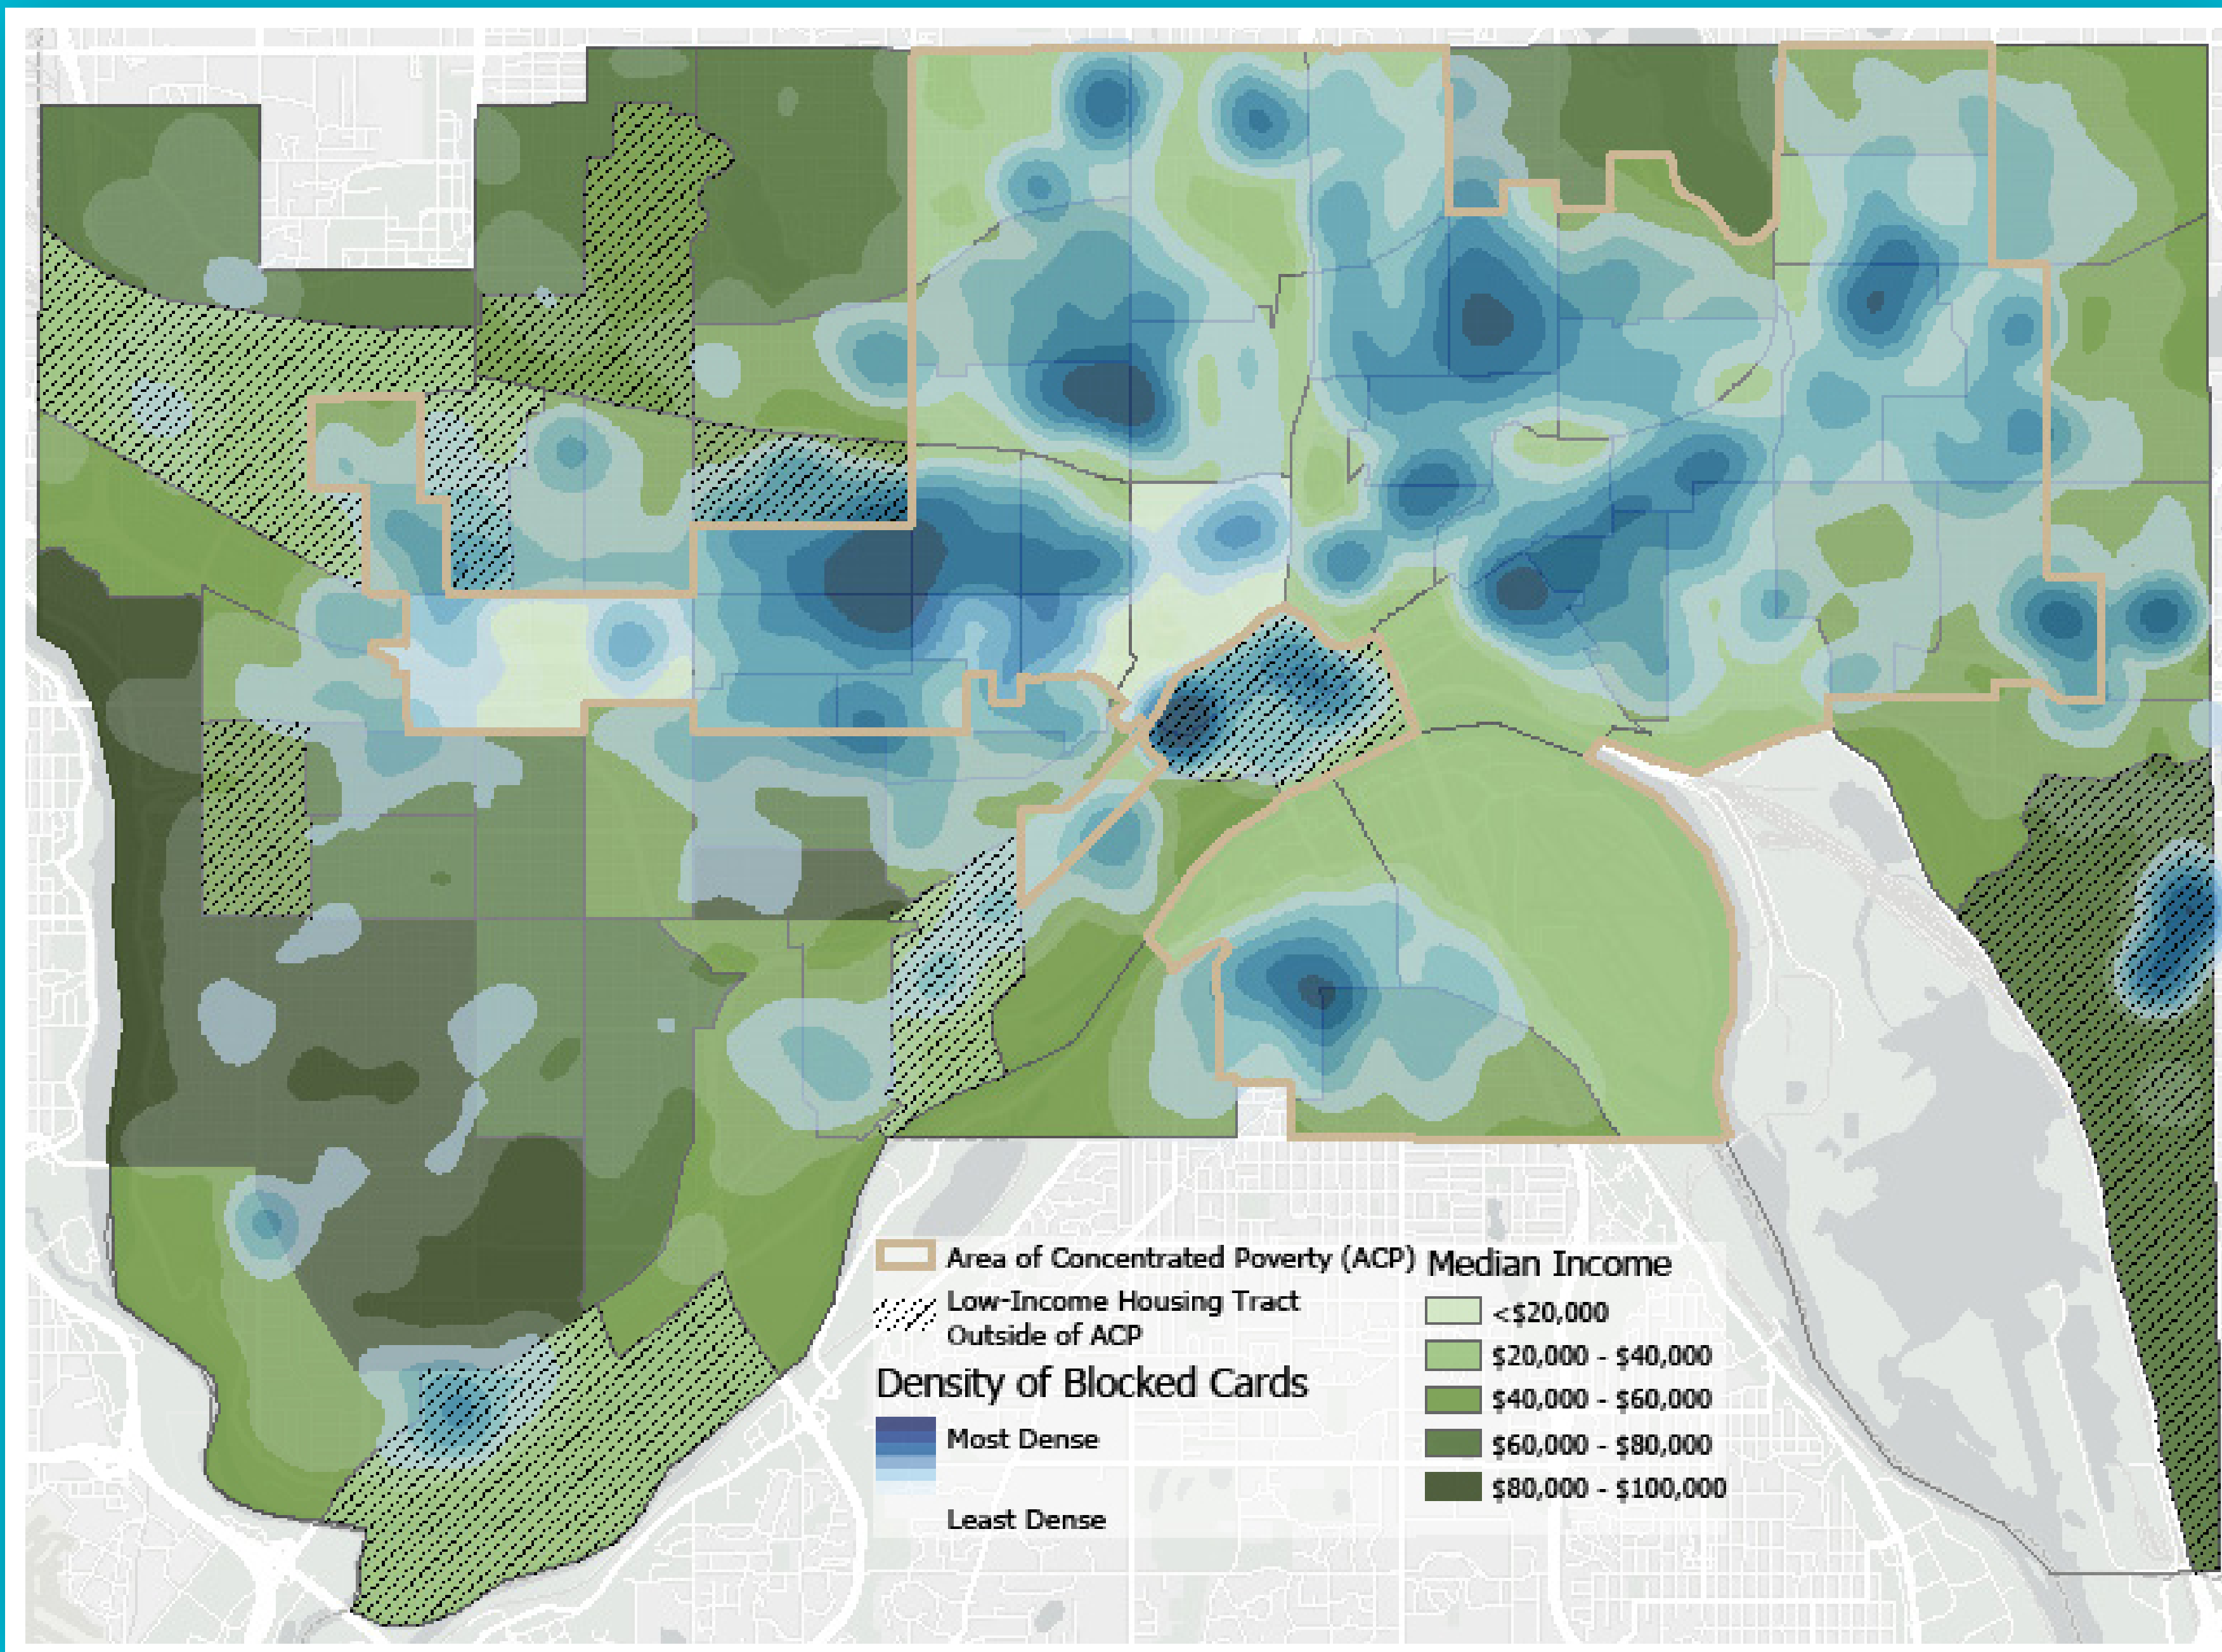 Area of Concentrated Poverty (ACP)
Low-Income Housing Tract
Outside of ACP
Density of Blocked Cards
Most Dense
Least Dense
Median Income
<$20,000
$20,000 - $40,000
$40,000 - $60,000
$60,000 - $80,000
$80,000 - $100,000